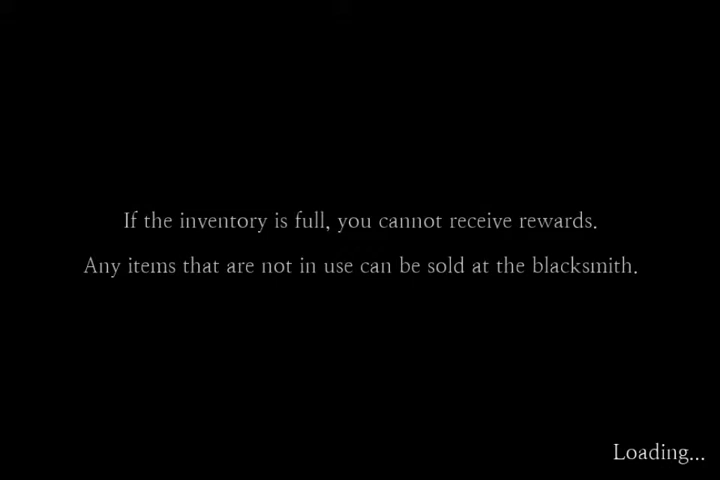 If the inventory is full, you cannot receive rewards.
Any items that are not in use can be sold at the blacksmith.
Loading...